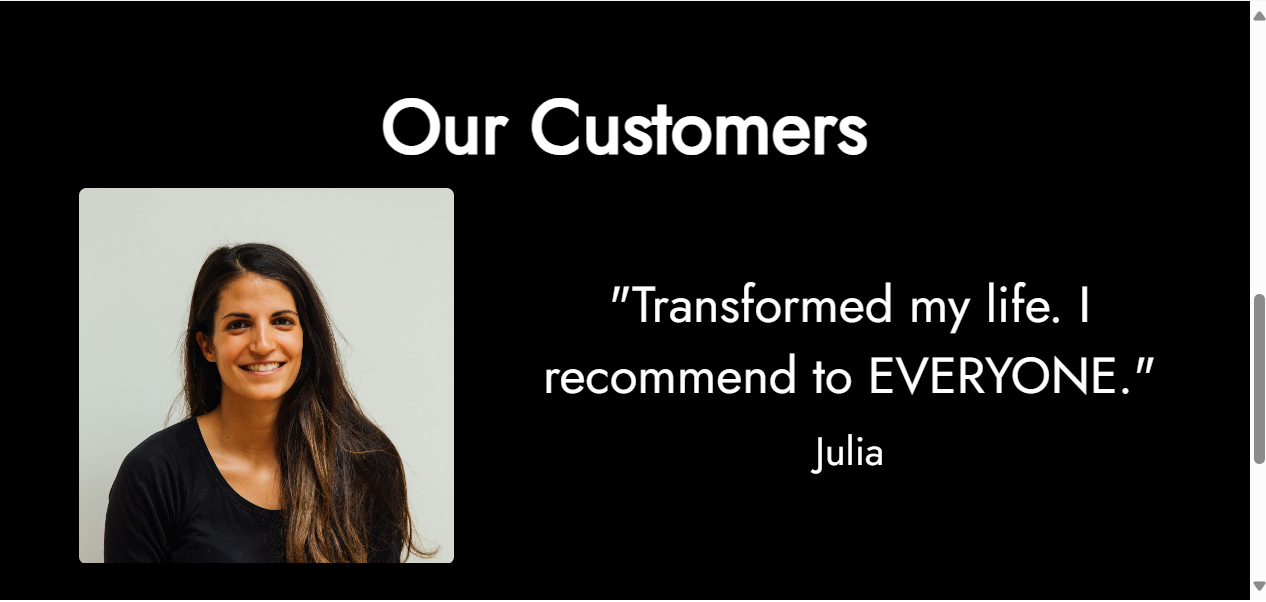 Our Customers
"Transformed my life. I
recommend to EVERYONE."
Julia